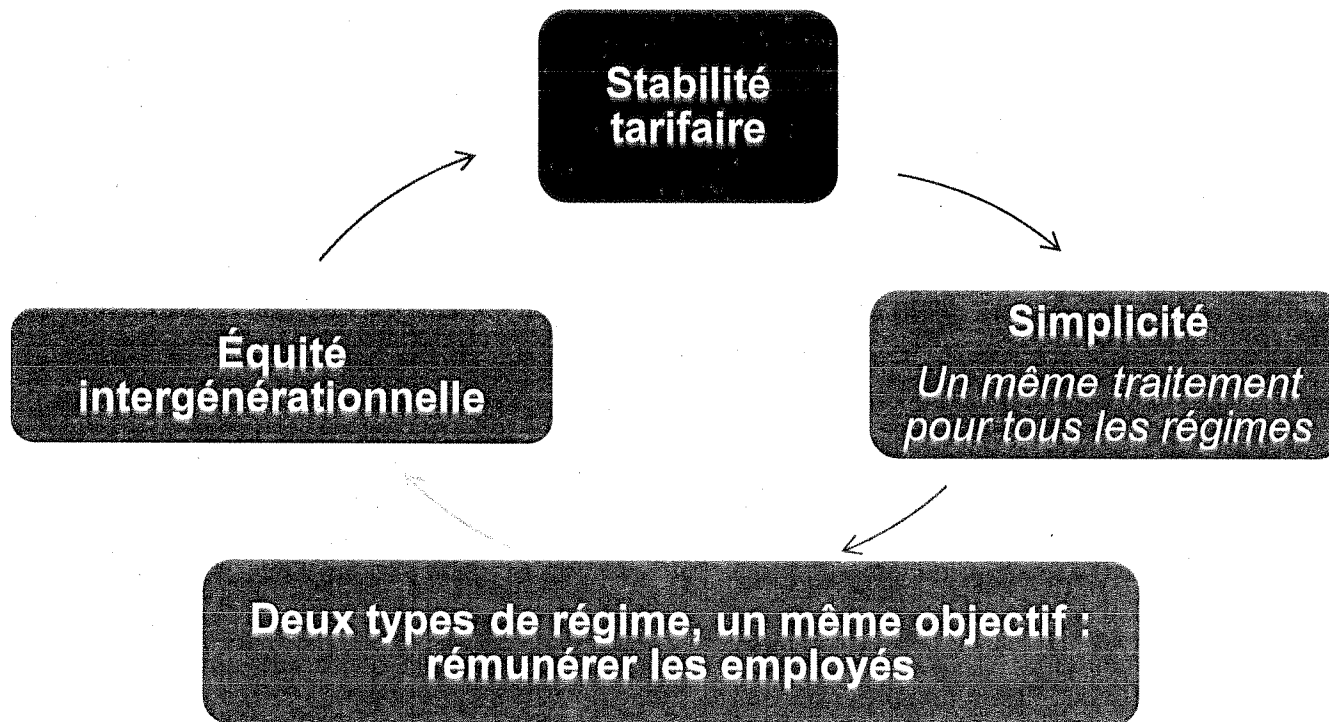 Stabilité
tarifaire
Simplicité
Un même traitement
pour tous les régimes
Deux types de régime, un même objectif :
rémunérer les employés
Équité
intergénérationnelle